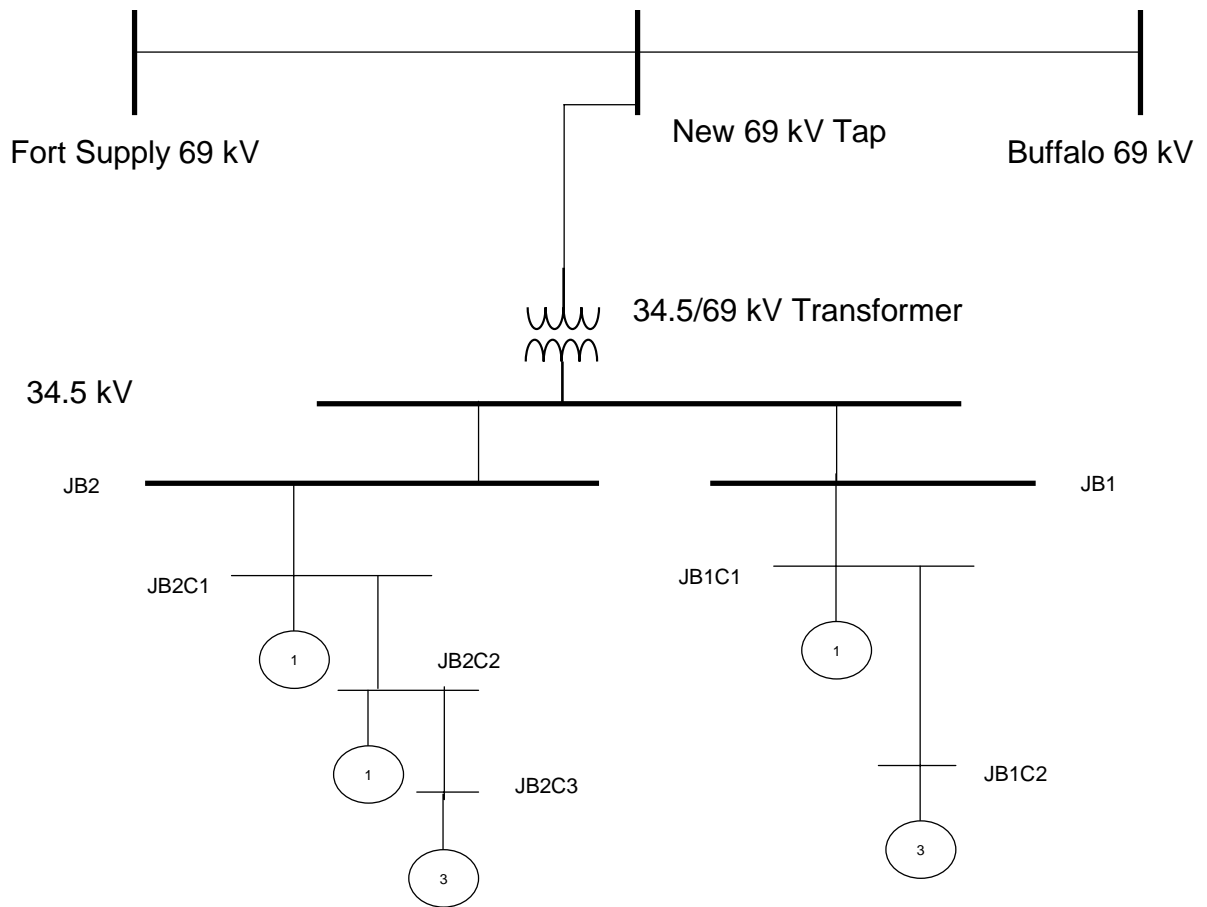 New 69 kV Tap
Fort Supply 69 kV
Buffalo 69 kV
34.5/69 kV Transformer
34.5 kV
JB2
JB1
JB2C1
JB1C1
1
1
JB2C2
1
JB2C3
JB1C2
3
3